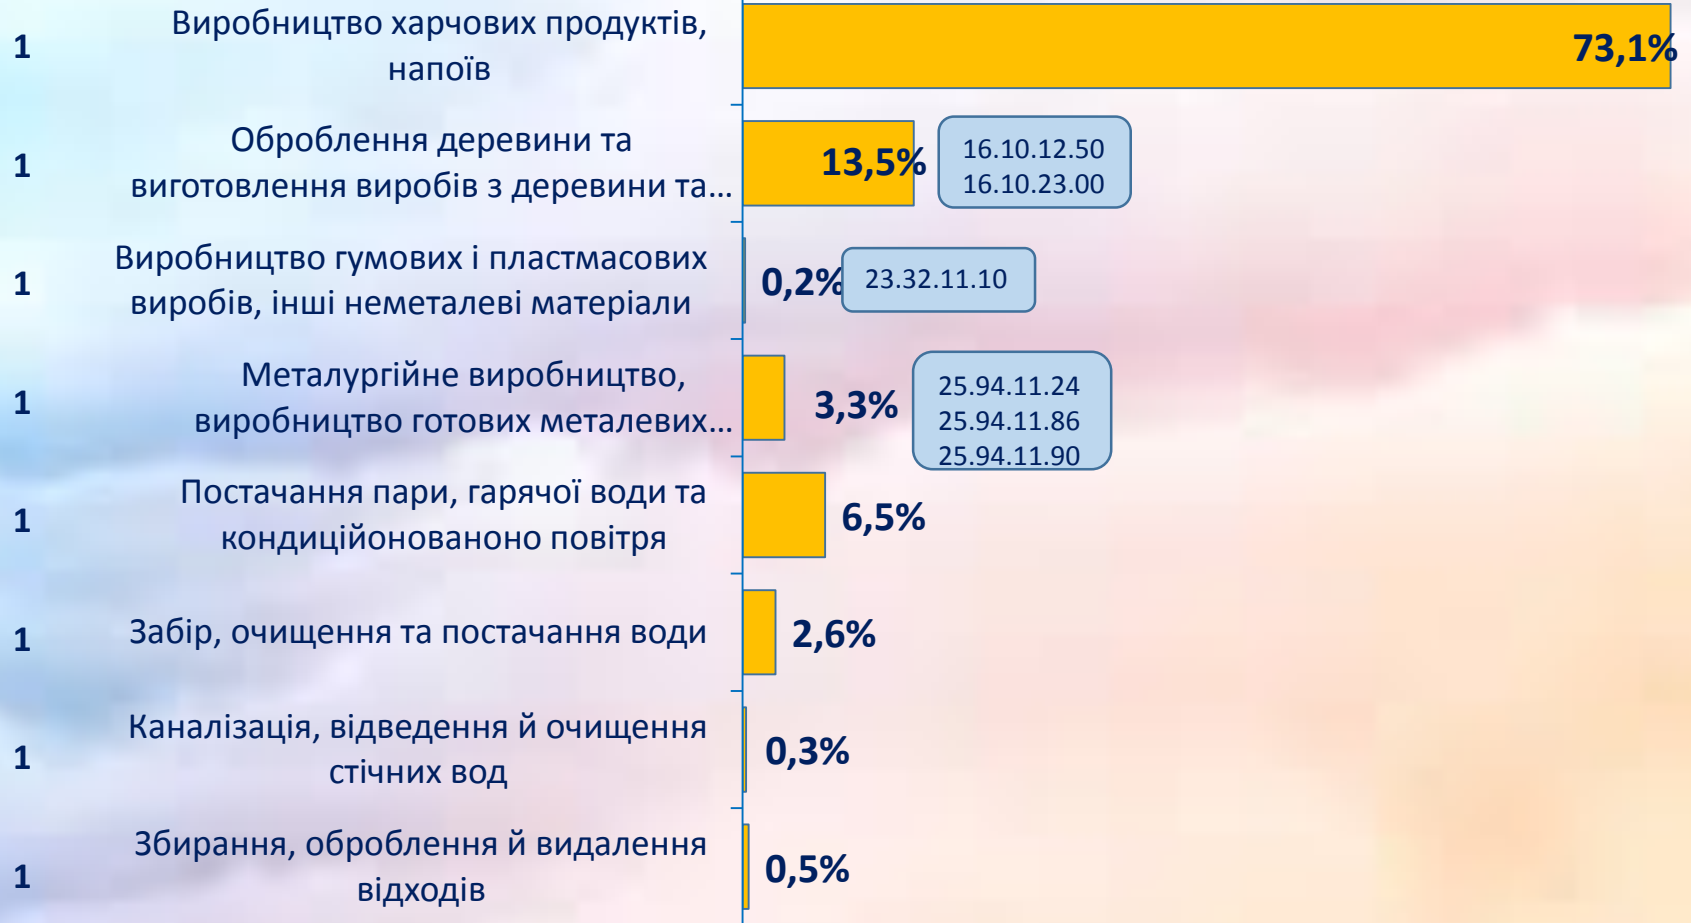 1
Виробництво харчових продуктів,
напоїв
73,1%
1
Оброблення деревини та
виготовлення виробів з деревини та...
13,5%
16.10.12.50
16.10.23.00
1
Виробництво гумових і пластмасових
виробів, інші неметалеві матеріали
0,2%
23.32.11.10
1
Металургійне виробництво,
виробництво готових металевих...
3,3%
25.94.11.24
25.94.11.86
25.94.11.90
1
Постачання пари, гарячої води та
кондиційонованоно повітря
6,5%
1
Забір, очищення та постачання води
2,6%
1
Каналізація, відведення й очищення
стічних вод
0,3%
1
Збирання, оброблення й видалення
відходів
0,5%